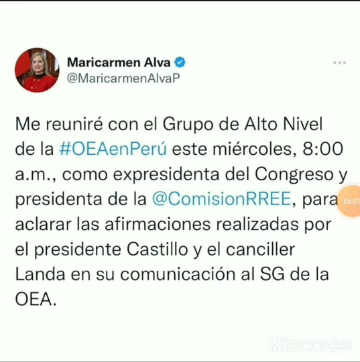 Maricarmen Alva
@MaricarmenAlvaP
Me reuniré con el Grupo de Alto Nivel
de la #OEAenPerú este miércoles, 8:00
a.m., como expresidenta del Congreso y
presidenta de la @ComisionRREE, para
aclarar las afirmaciones realizadas por
el presidente Castillo y el canciller
Landa en su comunicación al SG de la
OEA.